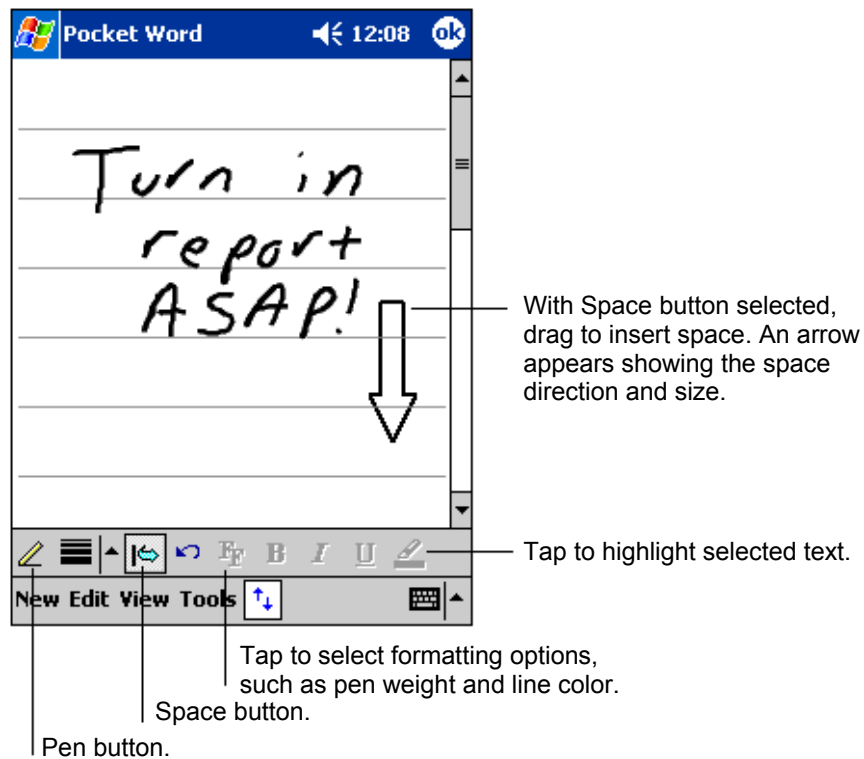 Pocket Word 12:08 ok
Turn in
report
ASAP!
With Space button selected,
drag to insert space. An arrow
appears showing the space
direction and size.
FF B I U
Tap to highlight selected text.
New Edit View Tools
Tap to select formatting options,
such as pen weight and line color.
Space button.
Pen button.